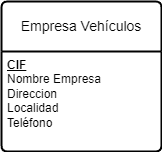 Empresa Vehículos
CIF
Nombre Empresa
Direccion
Localidad
Teléfono